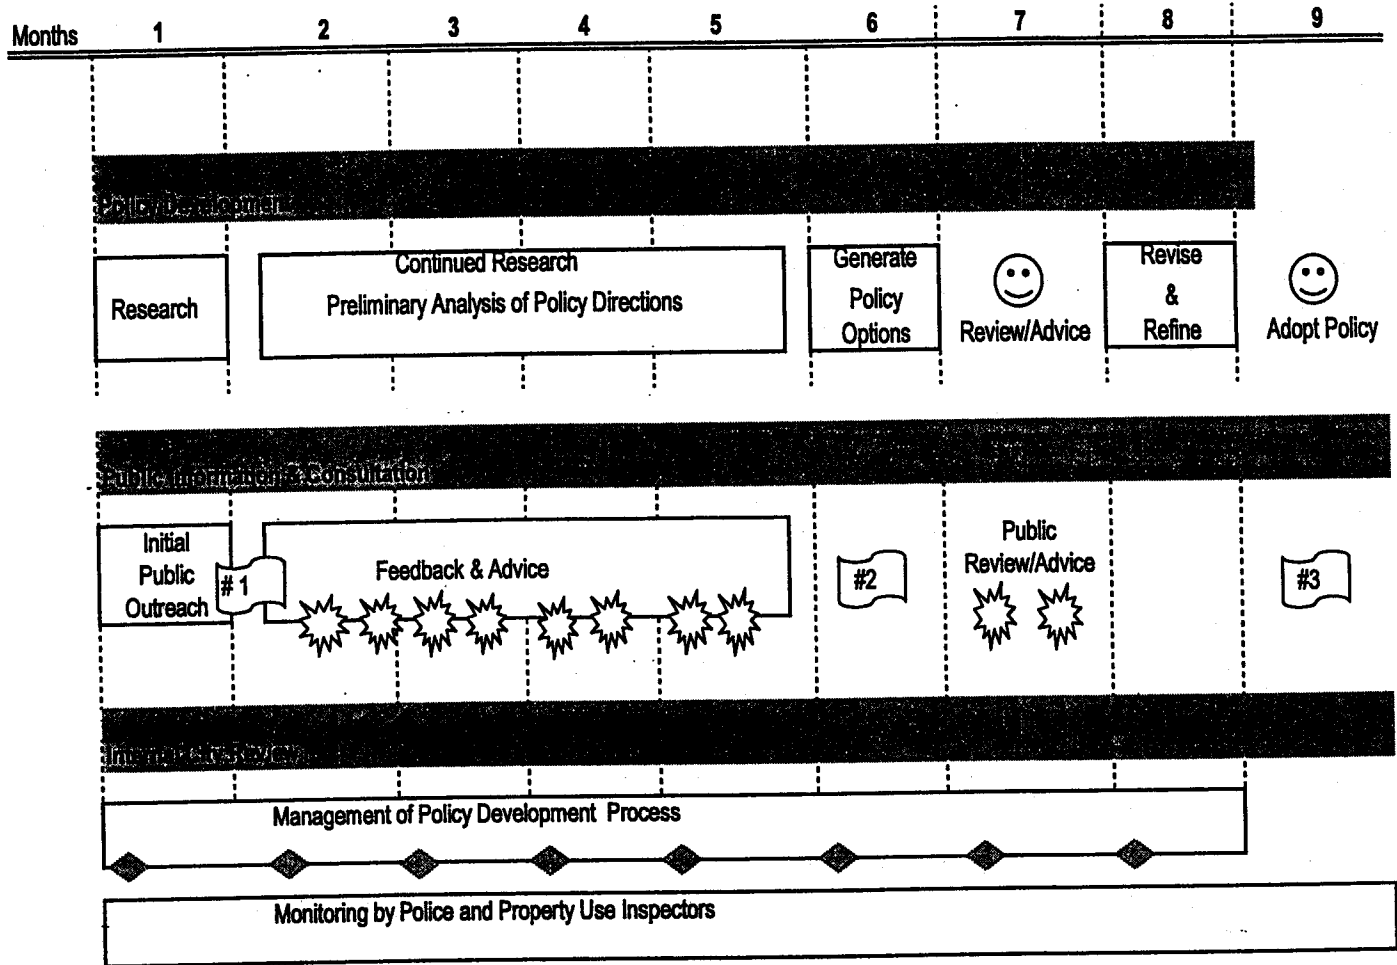 Months 1 2 3 4 5 6 7 8 9
Policy Development
Research
Continued Research
Preliminary Analysis of Policy Directions
Generate
Policy
Options
Review/Advice
Revise
&
Refine
Adopt Policy
Public Information & Consultation
Initial
Public
Outreach
# 1
Feedback & Advice
#2
Public
Review/Advice
#3
Review
Management of Policy Development Process
Monitoring by Police and Property Use Inspectors